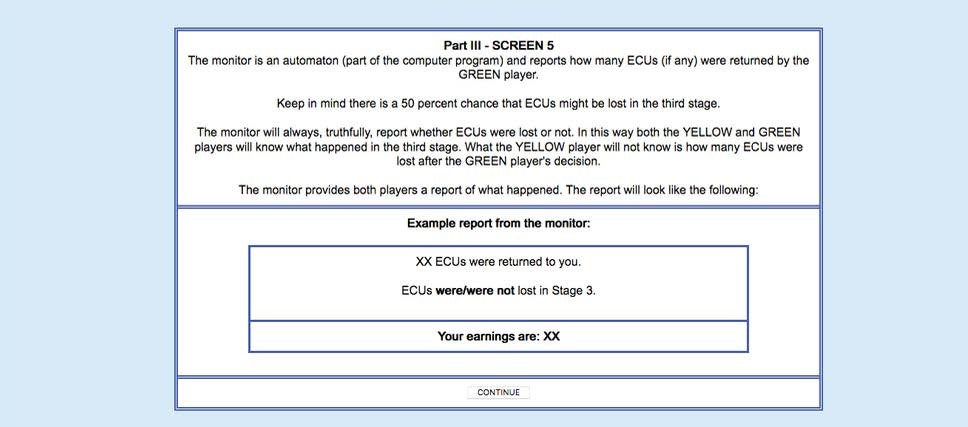 Part III - SCREEN 5
The monitor is an automaton (part of the computer program) and reports how many ECUs (if any) were returned by the
GREEN player.
Keep in mind there is a 50 percent chance that ECUs might be lost in the third stage.
The monitor will always, truthfully, report whether ECUs were lost or not. In this way both the YELLOW and GREEN
players will know what happened in the third stage. What the YELLOW player will not know is how many ECUs were
lost after the GREEN player's decision.
The monitor provides both players a report of what happened. The report will look like the following:
Example report from the monitor:
XX ECUs were returned to you.
ECUs were/were not lost in Stage 3.
Your earnings are: XX
CONTINUE